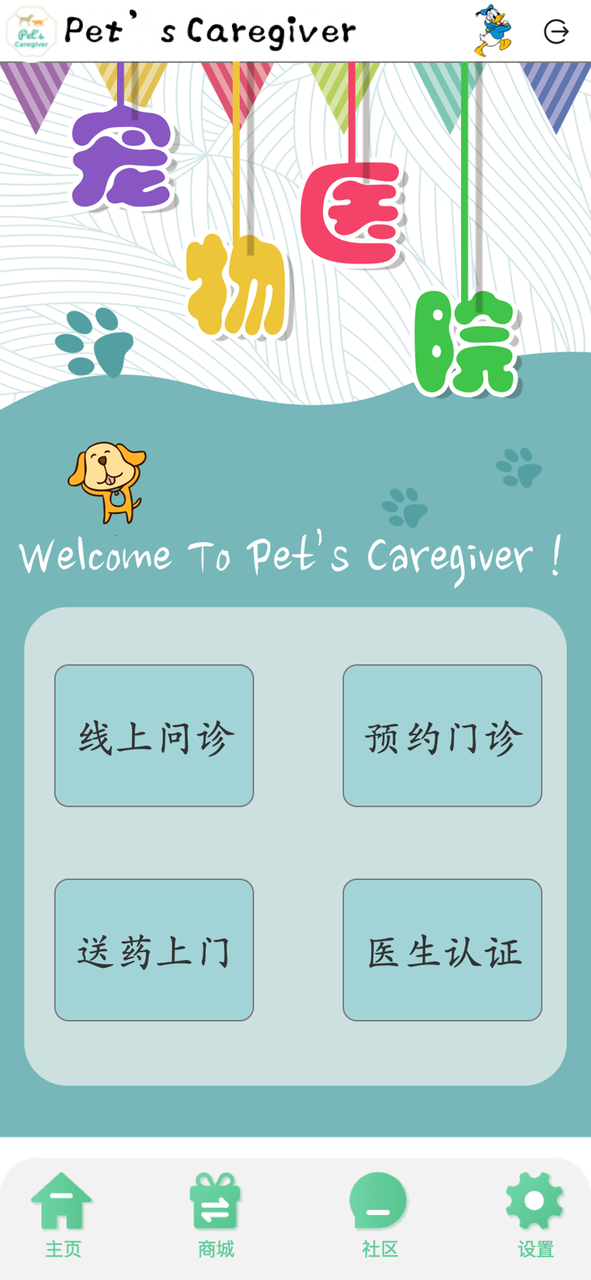 Pet's Caregiver
Pet’s Caregiver
宠物医院
Welcome To Pet's Caregiver !
线上问诊
预约门诊
送药上门
医生认证
主页
商城
社区
设置